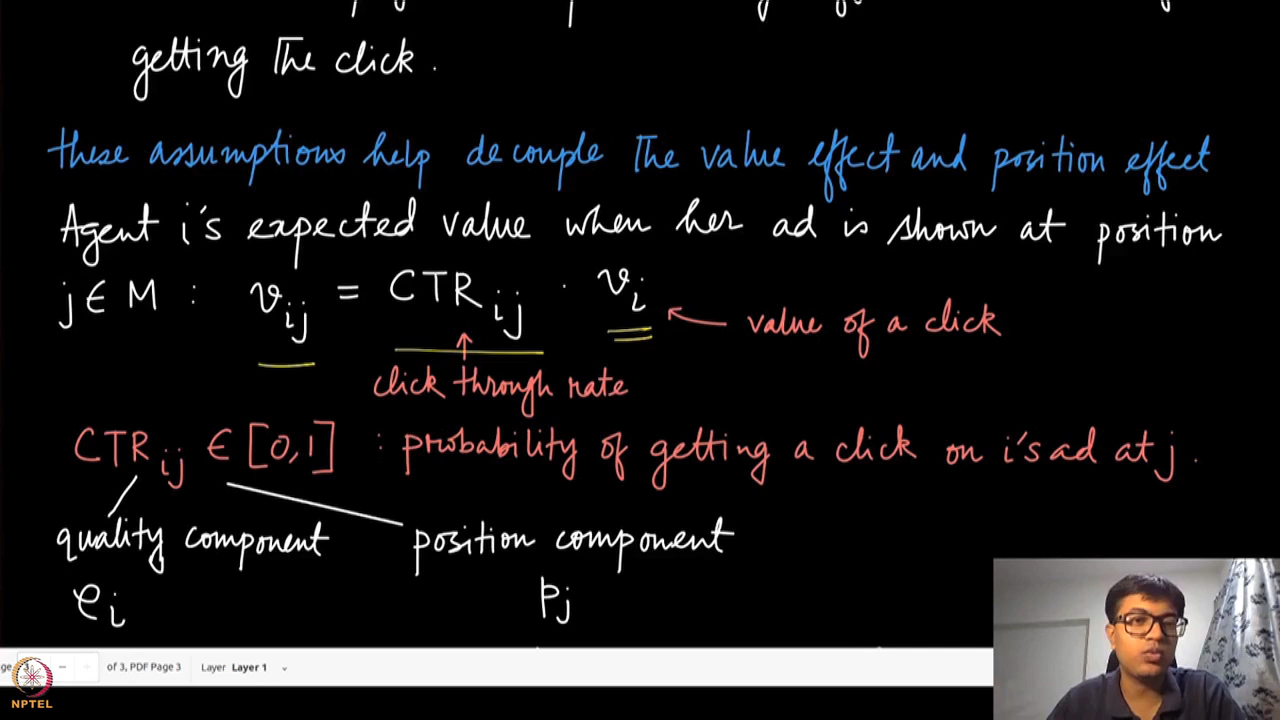 getting the click.
these assumptions help decouple the value effect and position effect
Agent i's expected value when her ad is shown at position
j ∈ M : v_ij = CTR_ij · v_i ← value of a click
click through rate
CTR_ij ∈ [0,1] : probability of getting a click on i's ad at j.
quality component position component
e_i p_j
of 3, PDF Page 3 Layer Layer 1
NPTEL